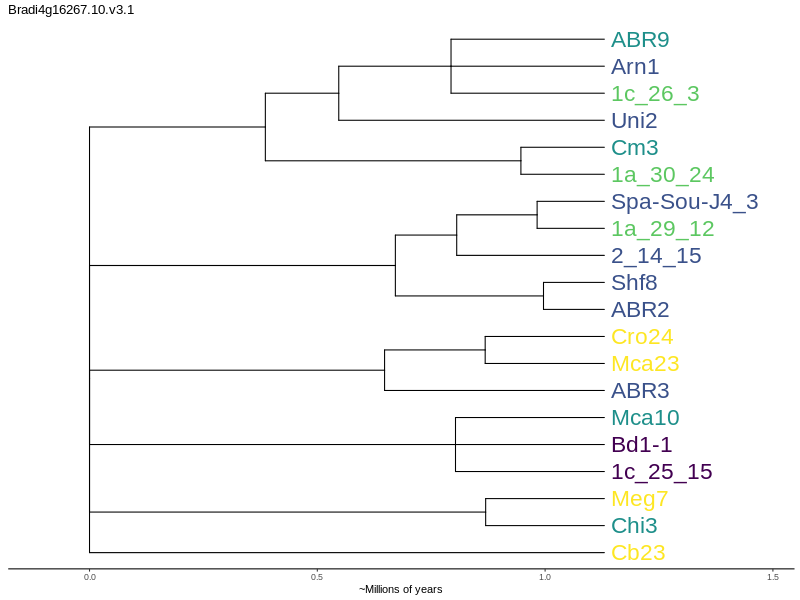 Bradi4g16267.10.v3.1
ABR9
Arn1
1c_26_3
Uni2
Cm3
1a_30_24
Spa-Sou-J4_3
1a_29_12
2_14_15
Shf8
ABR2
Cro24
Mca23
ABR3
Mca10
Bd1-1
1c_25_15
Meg7
Chi3
Cb23
0.0 0.5 1.0 1.5
~Millions of years